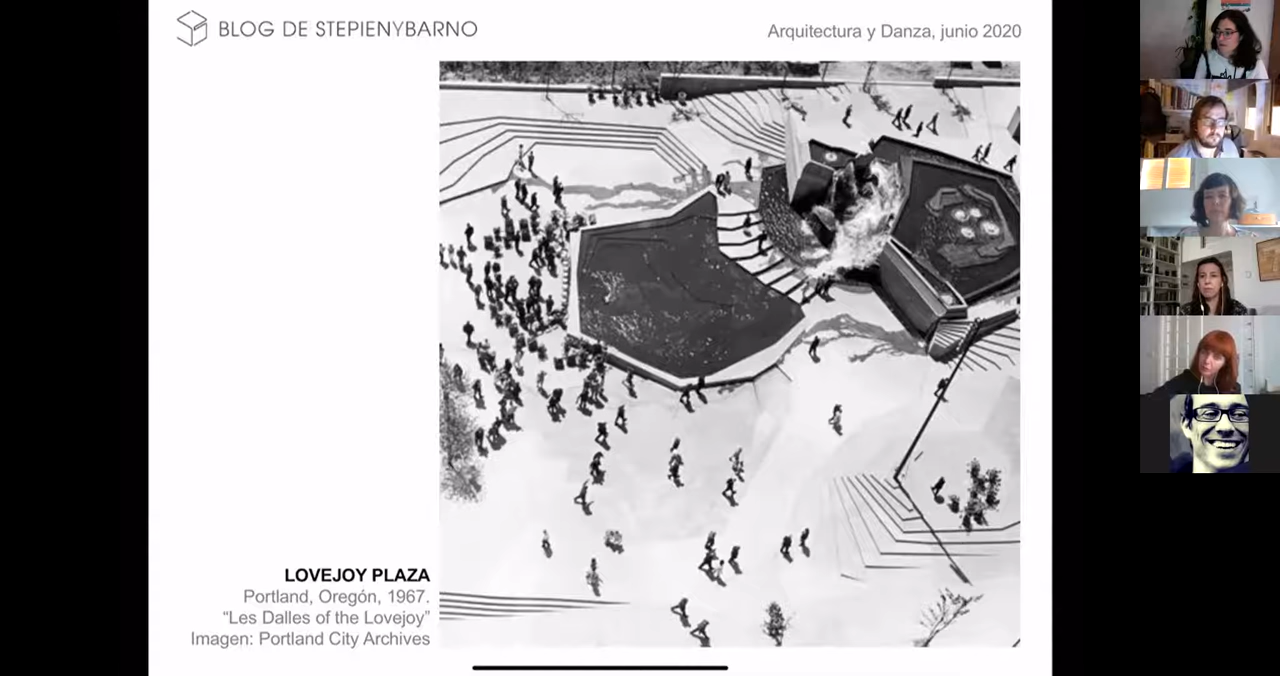 BLOG DE STEPIENYBARNO
Arquitectura y Danza, junio 2020
LOVEJOY PLAZA
Portland, Oregón, 1967.
“Les Dalles of the Lovejoy”
Imagen: Portland City Archives